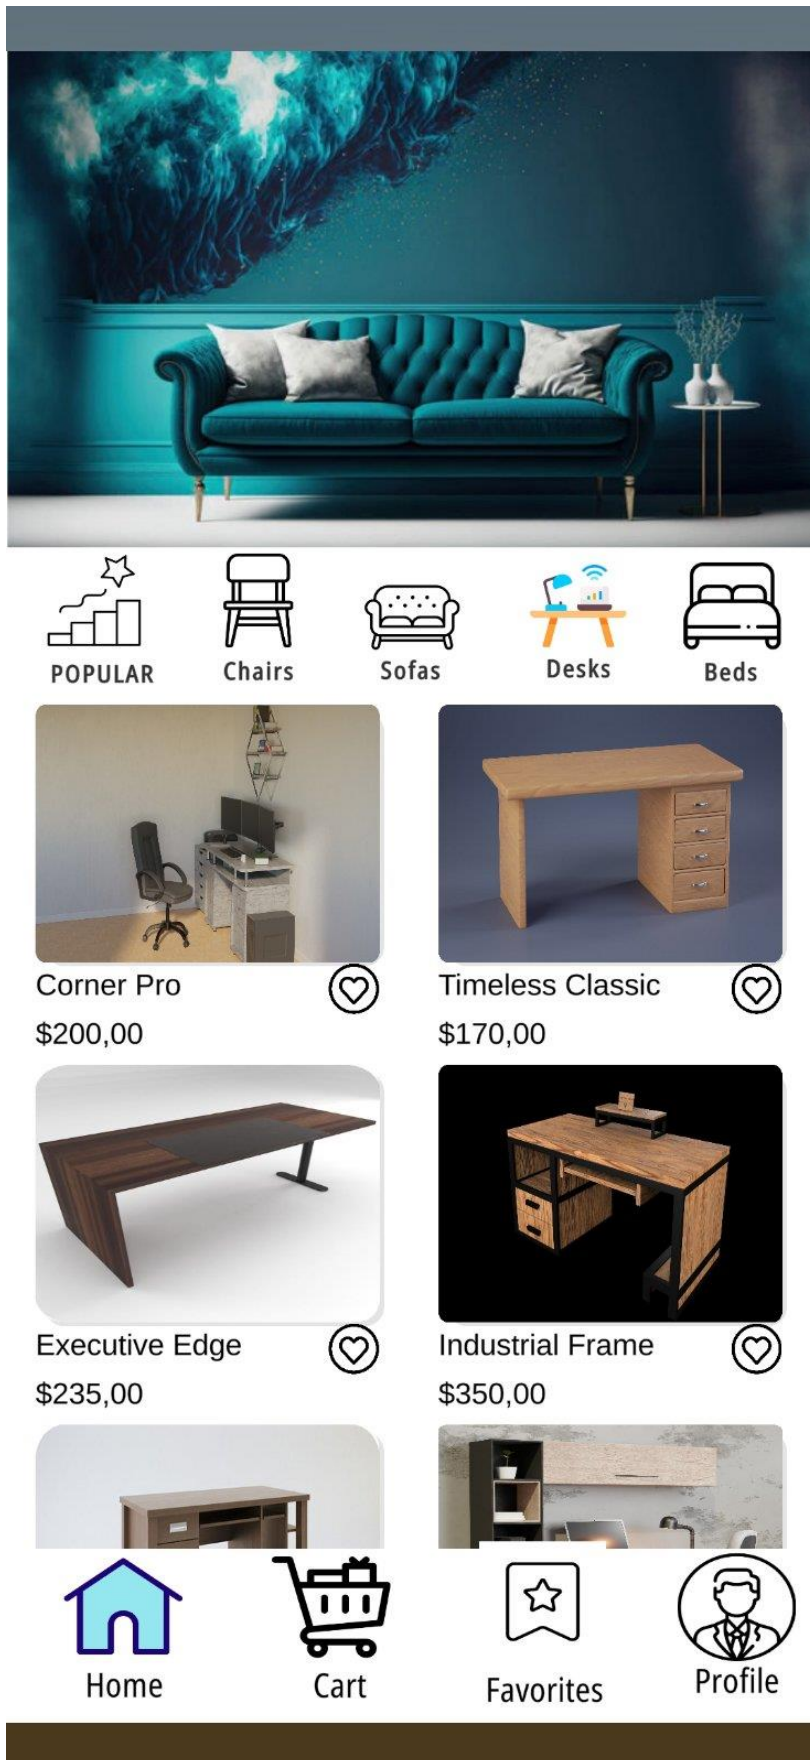 POPULAR
Chairs
Sofas
Desks
Beds
Corner Pro
$200,00
Timeless Classic
$170,00
Executive Edge
$235,00
Industrial Frame
$350,00
Home
Cart
Favorites
Profile